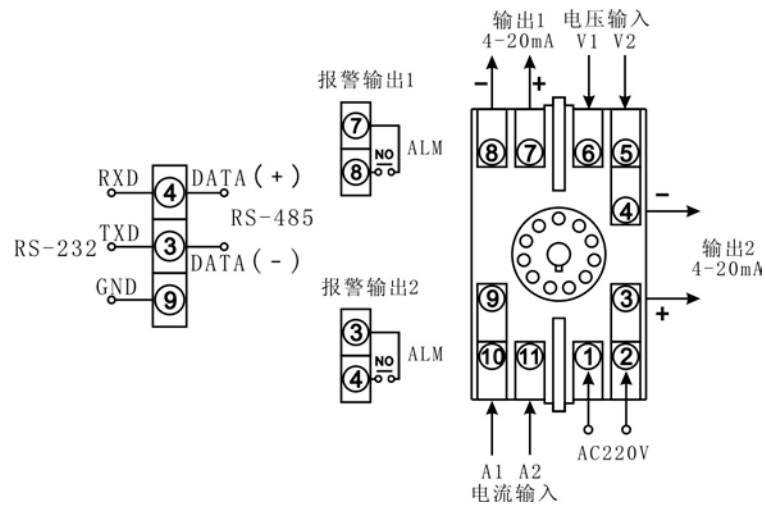 输出1 电压输入
4-20mA V1 V2
- +
报警输出1
⑦
NO ALM
⑧
⑧ ⑦ ⑥ ⑤
④ -
RXD ④ DATA(+)
RS-485
RS-232 TXD ③
DATA(-)
GND ⑨
输出2
4-20mA
报警输出2
③
NO ALM
④
⑨ ③ +
⑩ ⑪ ① ②
AC220V
A1 A2
电流输入